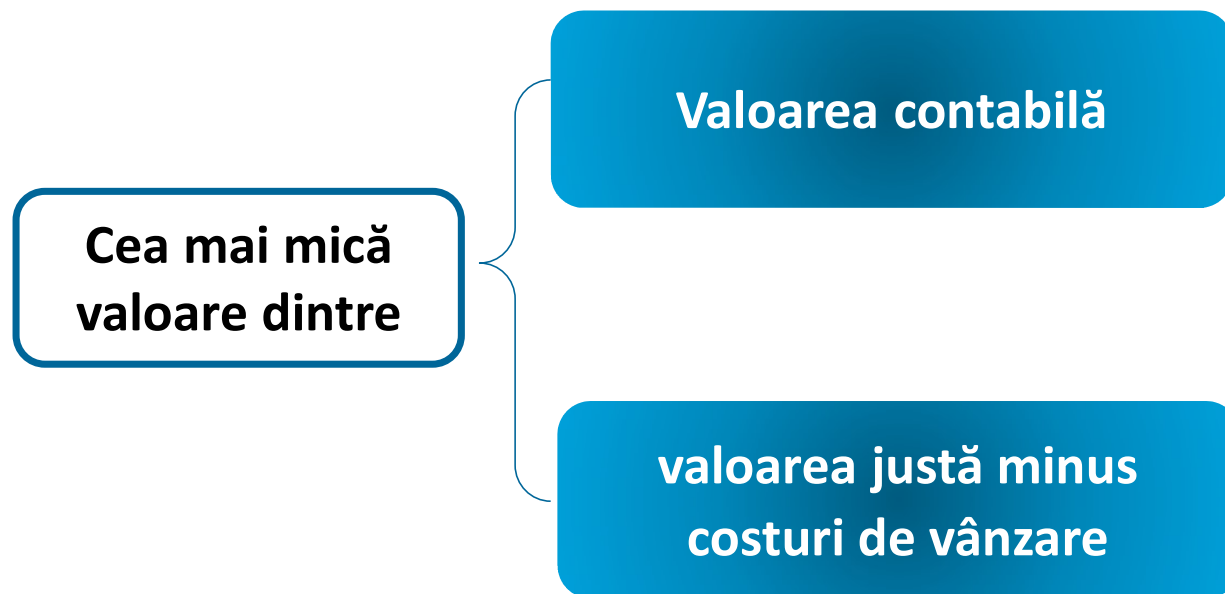 Cea mai mică
valoare dintre
Valoarea contabilă
valoarea justă minus
costuri de vânzare